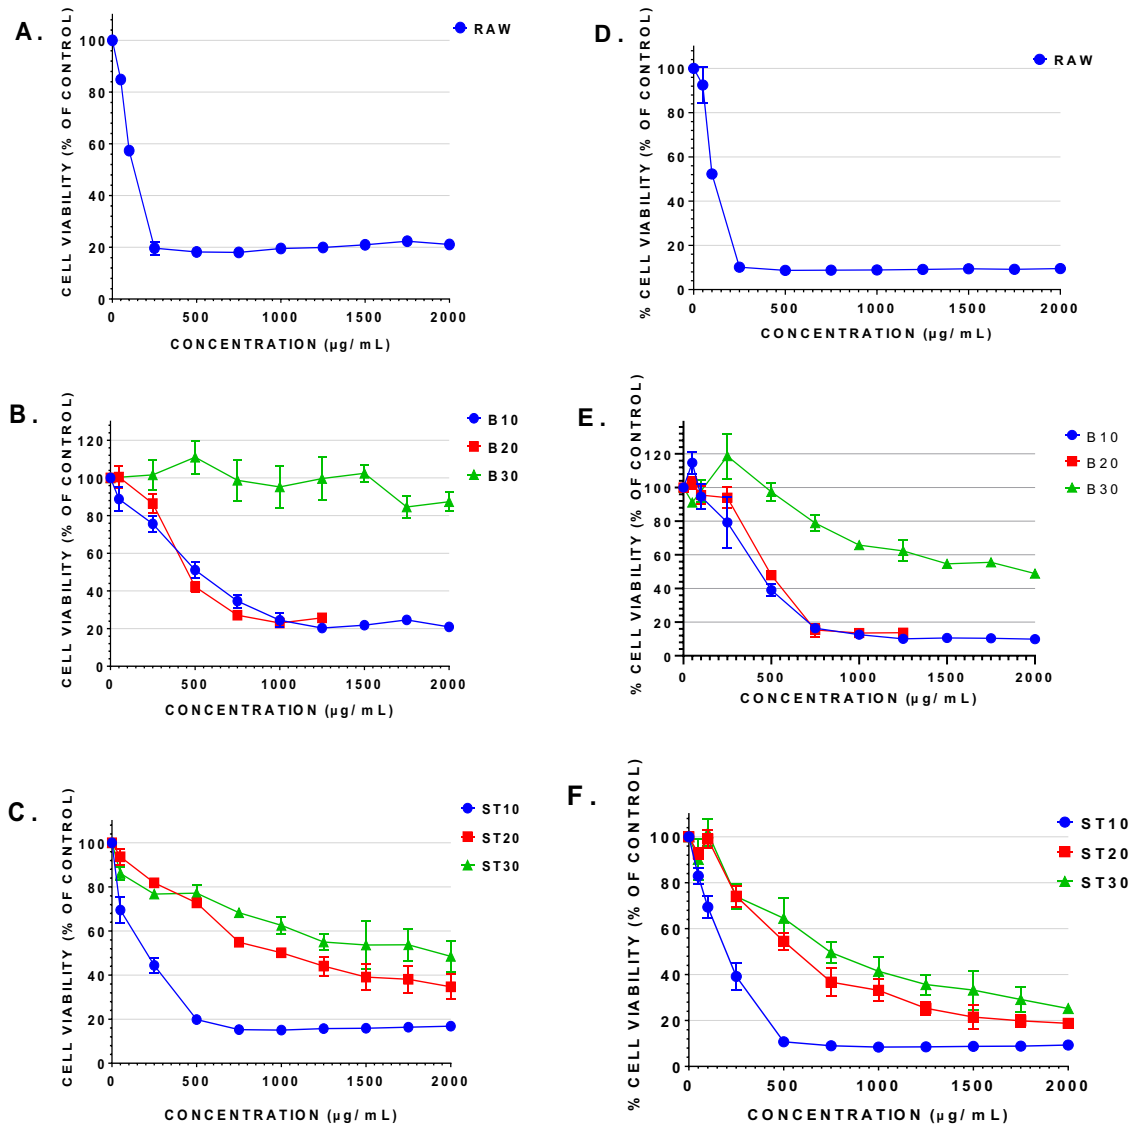 A.
RAW
CELL VIABILITY (% OF CONTROL)
100
80
60
40
20
0
0 500 1000 1500 2000
CONCENTRATION (µg/mL)
D.
RAW
% CELL VIABILITY (% OF CONTROL)
100
80
60
40
20
0
0 500 1000 1500 2000
CONCENTRATION (µg/mL)
B.
B10
B20
B30
CELL VIABILITY (% OF CONTROL)
120
100
80
60
40
20
0
0 500 1000 1500 2000
CONCENTRATION (µg/mL)
E.
B10
B20
B30
% CELL VIABILITY (% OF CONTROL)
120
100
80
60
40
20
0
0 500 1000 1500 2000
CONCENTRATION (µg/mL)
C.
ST10
ST20
ST30
CELL VIABILITY (% OF CONTROL)
100
80
60
40
20
0
0 500 1000 1500 2000
CONCENTRATION (µg/mL)
F.
ST10
ST20
ST30
% CELL VIABILITY (% OF CONTROL)
100
80
60
40
20
0
0 500 1000 1500 2000
CONCENTRATION (µg/mL)